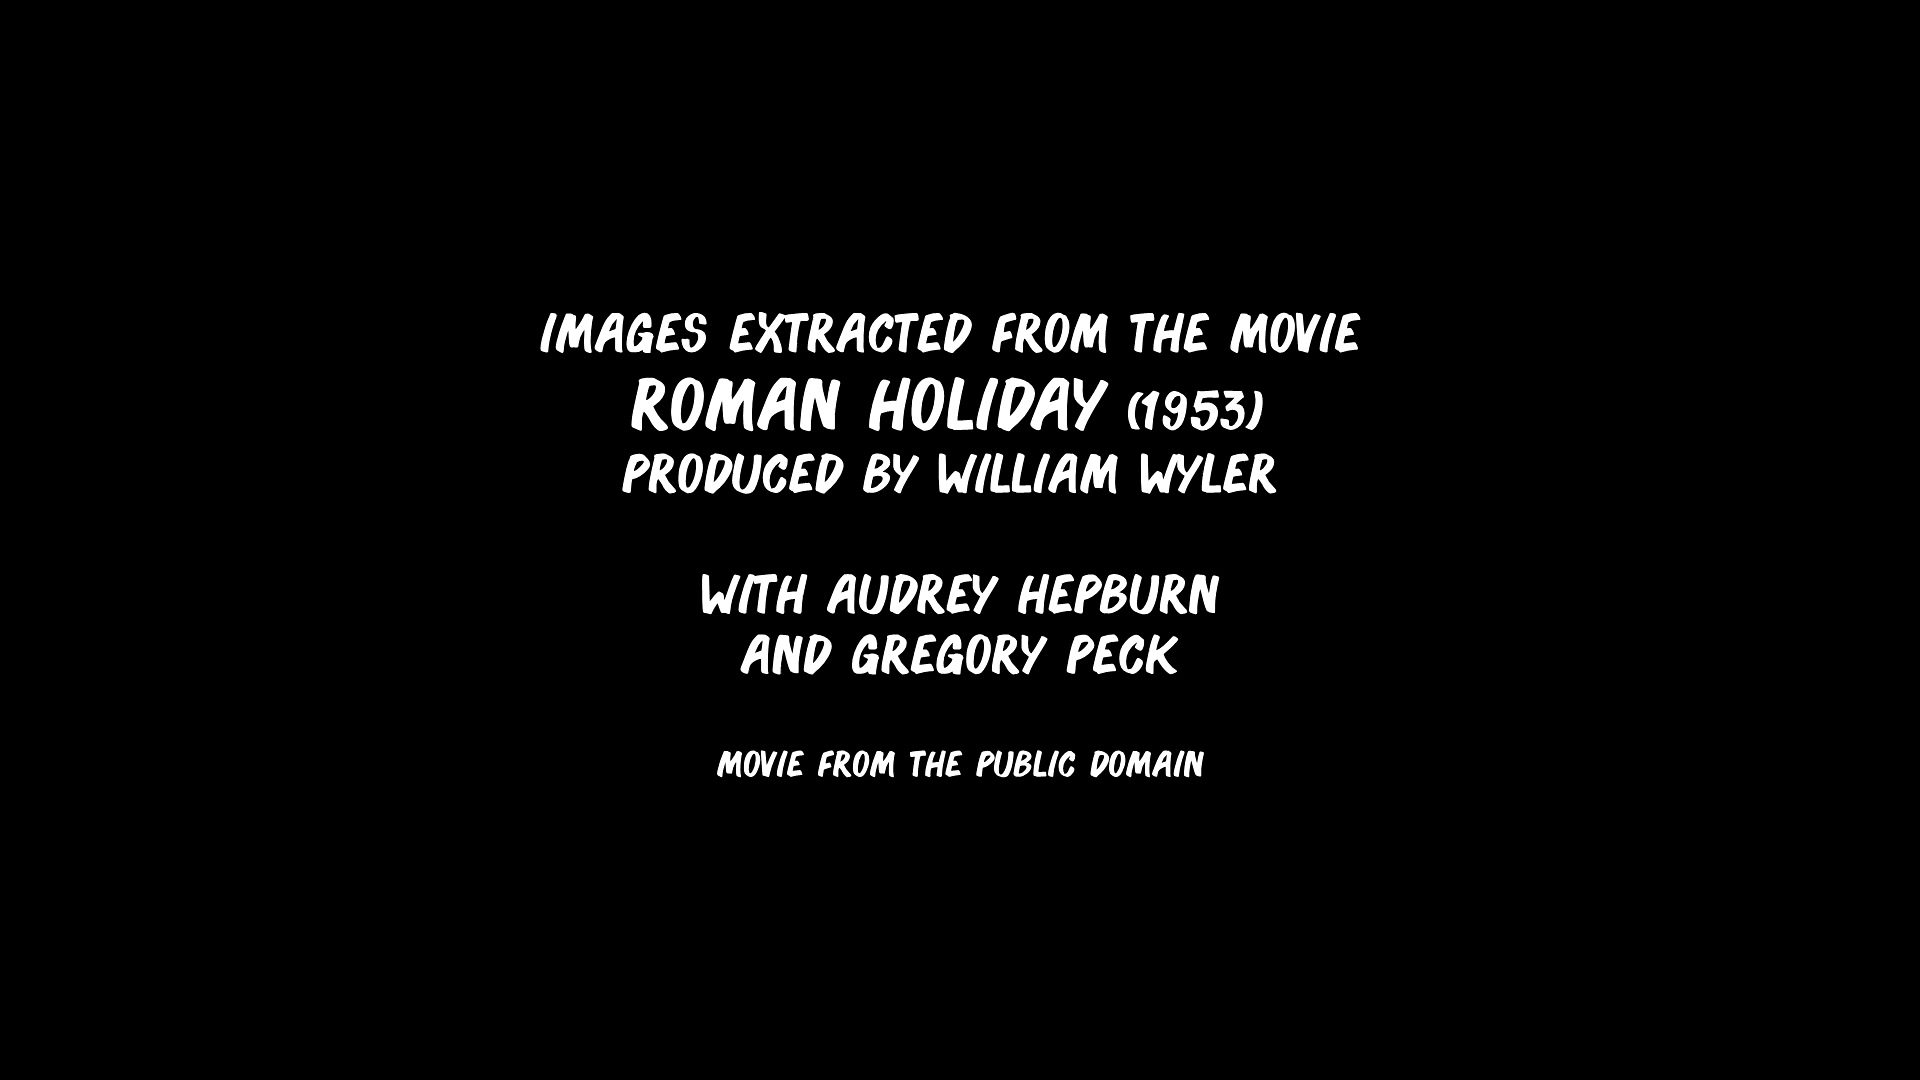 IMAGES EXTRACTED FROM THE MOVIE
ROMAN HOLIDAY (1953)
PRODUCED BY WILLIAM WYLER
WITH AUDREY HEPBURN
AND GREGORY PECK
MOVIE FROM THE PUBLIC DOMAIN